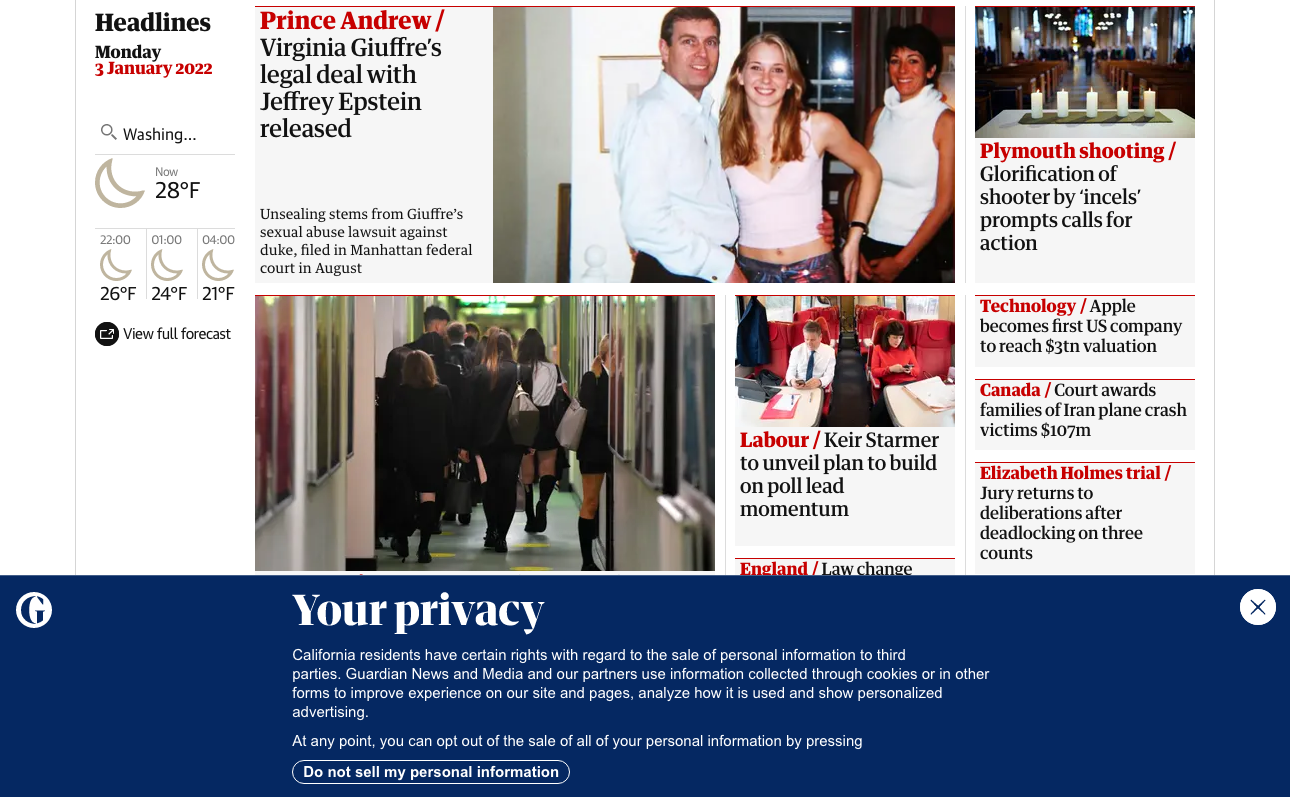 Headlines
Monday
3 January 2022
Washing...
Now
28°F
22:00
01:00
04:00
26°F
24°F
21°F
View full forecast
Prince Andrew /
Virginia Giuffre’s
legal deal with
Jeffrey Epstein
released
Unsealing stems from Giuffre’s
sexual abuse lawsuit against
duke, filed in Manhattan federal
court in August
Plymouth shooting /
Glorification of
shooter by ‘incels’
prompts calls for
action
Labour / Keir Starmer
to unveil plan to build
on poll lead
momentum
England / Law change
Technology / Apple
becomes first US company
to reach $3tn valuation
Canada / Court awards
families of Iran plane crash
victims $107m
Elizabeth Holmes trial /
Jury returns to
deliberations after
deadlocking on three
counts
G
Your privacy
California residents have certain rights with regard to the sale of personal information to third
parties. Guardian News and Media and our partners use information collected through cookies or in other
forms to improve experience on our site and pages, analyze how it is used and show personalized
advertising.
At any point, you can opt out of the sale of all of your personal information by pressing
Do not sell my personal information